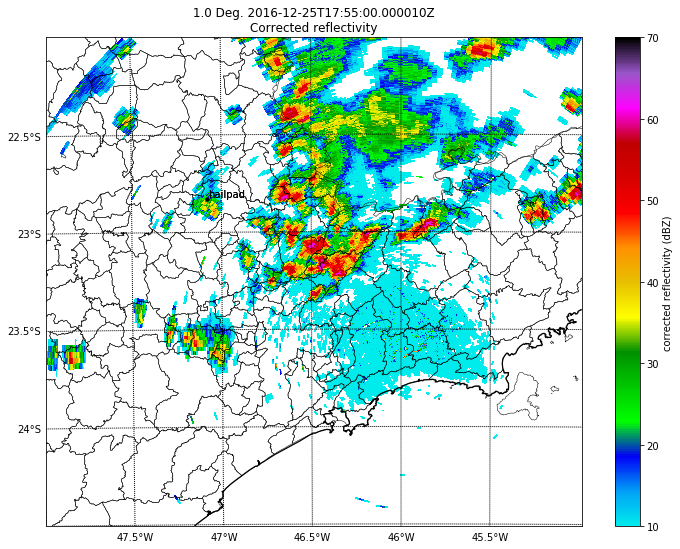 1.0 Deg. 2016-12-25T17:55:00.000010Z
Corrected reflectivity
22.5°S
23°S
23.5°S
24°S
47.5°W
47°W
46.5°W
46°W
45.5°W
hailpad
70
60
50
40
30
20
10
corrected reflectivity (dBZ)